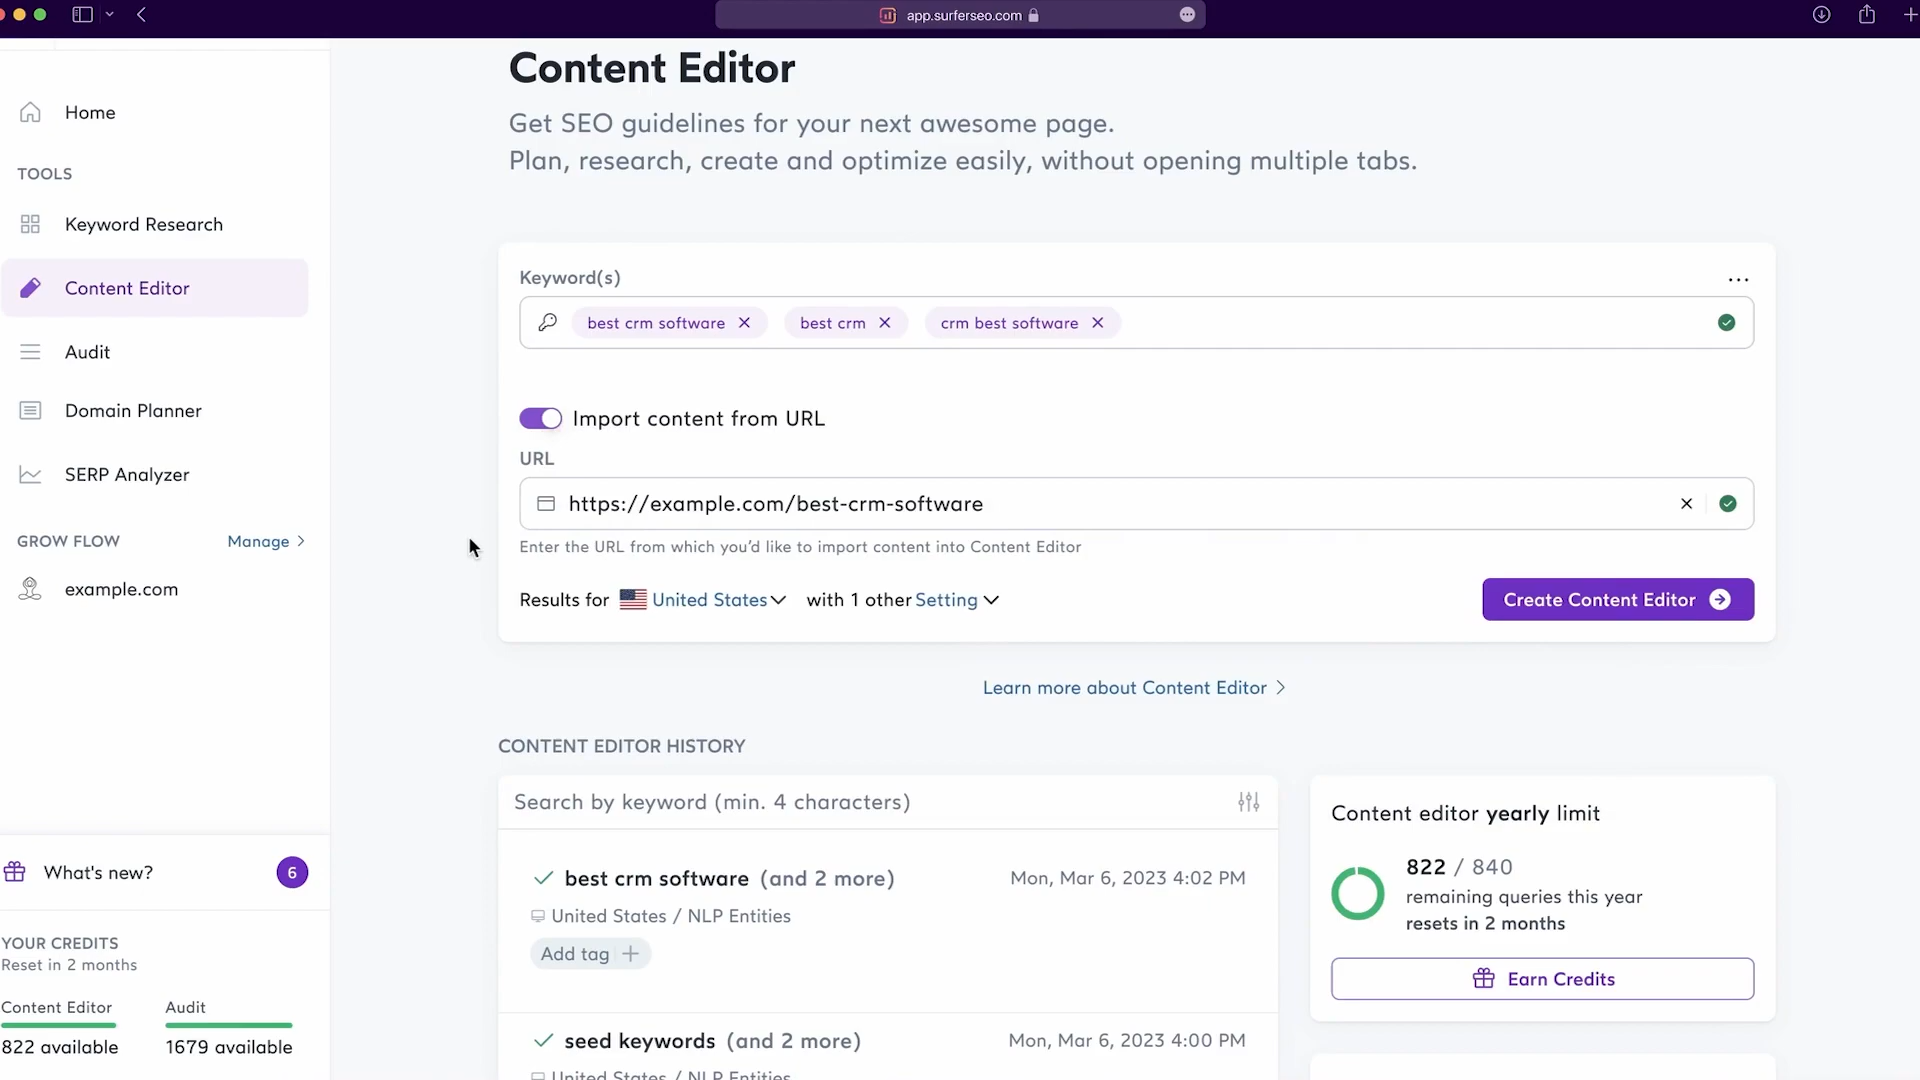 app.surferseo.com
Home
TOOLS
Keyword Research
Content Editor
Audit
Domain Planner
SERP Analyzer
GROW FLOW
Manage
example.com
What's new?
6
YOUR CREDITS
Reset in 2 months
Content Editor
822 available
Audit
1679 available
Content Editor
Get SEO guidelines for your next awesome page.
Plan, research, create and optimize easily, without opening multiple tabs.
Keyword(s)
best crm software
best crm
crm best software
Import content from URL
URL
https://example.com/best-crm-software
Enter the URL from which you’d like to import content into Content Editor
Results for United States with 1 other Setting
Create Content Editor
Learn more about Content Editor
CONTENT EDITOR HISTORY
Search by keyword (min. 4 characters)
best crm software (and 2 more) Mon, Mar 6, 2023 4:02 PM
United States / NLP Entities
Add tag
seed keywords (and 2 more) Mon, Mar 6, 2023 4:00 PM
United States / NLP Entities
Content editor yearly limit
822 / 840
remaining queries this year
resets in 2 months
Earn Credits